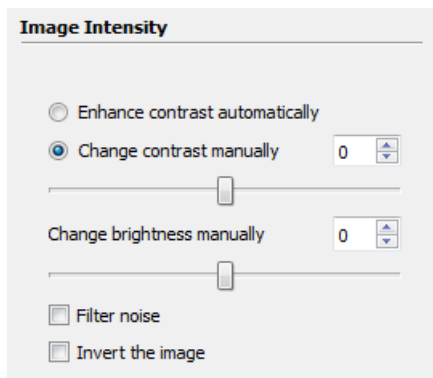 Image Intensity
Enhance contrast automatically
Change contrast manually 0
Change brightness manually 0
Filter noise
Invert the image